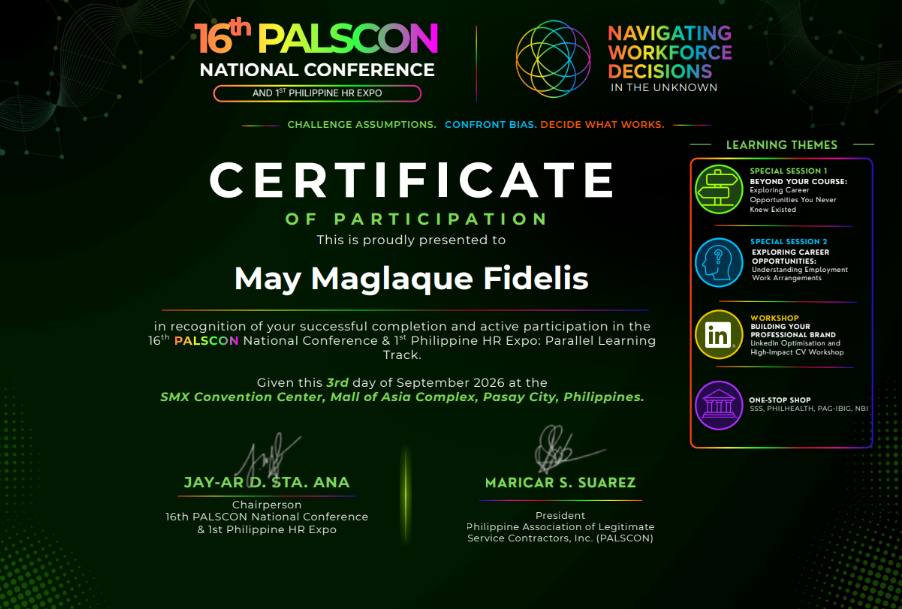 16th PALSCON
NATIONAL CONFERENCE
AND 1ST PHILIPPINE HR EXPO
NAVIGATING
WORKFORCE
DECISIONS
IN THE UNKNOWN
CHALLENGE ASSUMPTIONS. CONFRONT BIAS. DECIDE WHAT WORKS.
CERTIFICATE
OF PARTICIPATION
This is proudly presented to
May Maglaque Fidelis
in recognition of your successful completion and active participation in the
16th PALSCON National Conference & 1st Philippine HR Expo: Parallel Learning
Track.
Given this 3rd day of September 2026 at the
SMX Convention Center, Mall of Asia Complex, Pasay City, Philippines.
JAY-AR D. STA. ANA
Chairperson
16th PALSCON National Conference
& 1st Philippine HR Expo
MARICAR S. SUAREZ
President
Philippine Association of Legitimate
Service Contractors, Inc. (PALSCON)
LEARNING THEMES
SPECIAL SESSION 1
BEYOND YOUR COURSE:
Exploring Career
Opportunities You Never
Knew Existed
SPECIAL SESSION 2
EXPLORING CAREER
OPPORTUNITIES:
Understanding Employment
Work Arrangements
in
WORKSHOP
BUILDING YOUR
PROFESSIONAL BRAND
LinkedIn Optimisation and
High-Impact CV Workshop
ONE-STOP SHOP
SSS, PHILHEALTH, PAG-IBIG, NBI